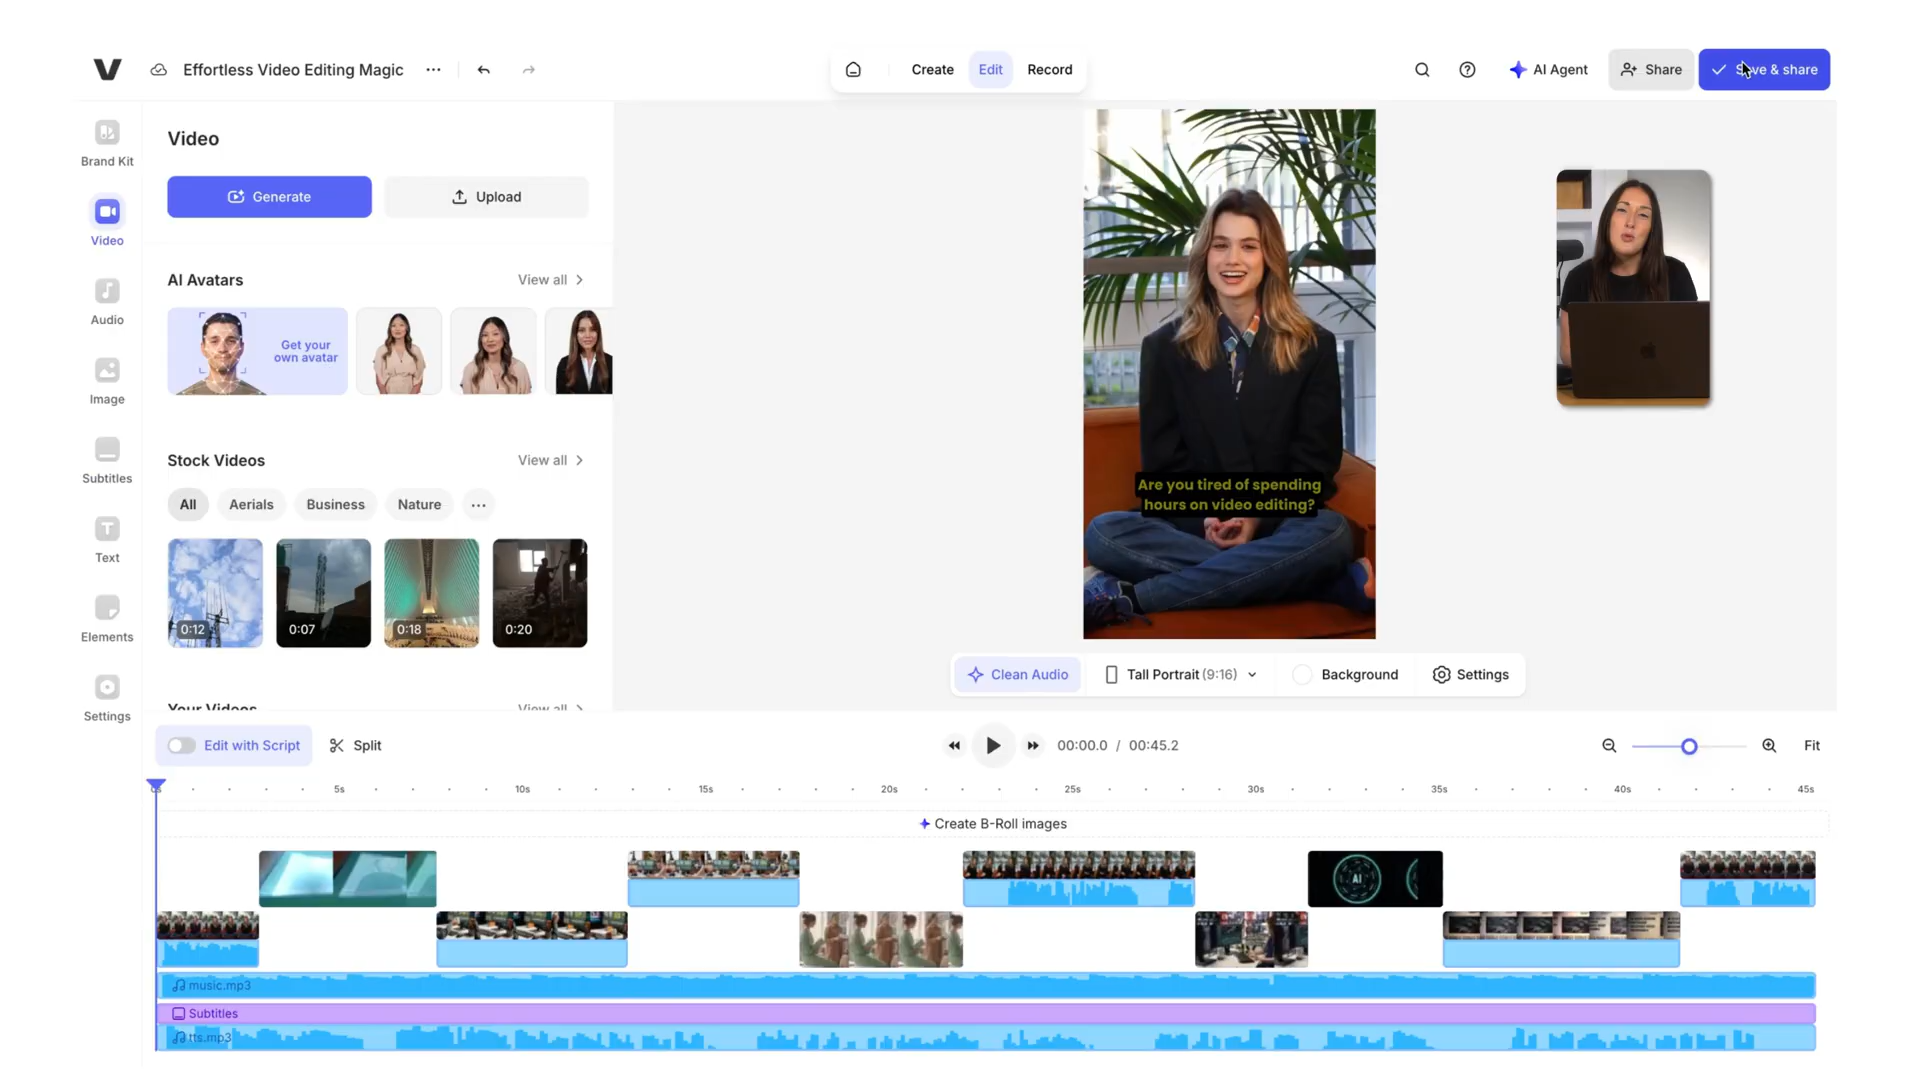 Effortless Video Editing Magic
Create
Edit
Record
AI Agent
Share
Save & share
Brand Kit
Video
Audio
Image
Subtitles
Text
Elements
Settings
Video
Generate
Upload
AI Avatars
View all
Get your
own avatar
Stock Videos
View all
All
Aerials
Business
Nature
0:12
0:07
0:18
0:20
Your Videos
View all
Are you tired of spending
hours on video editing?
Clean Audio
Tall Portrait (9:16)
Background
Settings
Edit with Script
Split
00:00.0 / 00:45.2
Fit
5s 10s 15s 20s 25s 30s 35s 40s 45s
Create B-Roll images
AI
music.mp3
Subtitles
tts.mp3